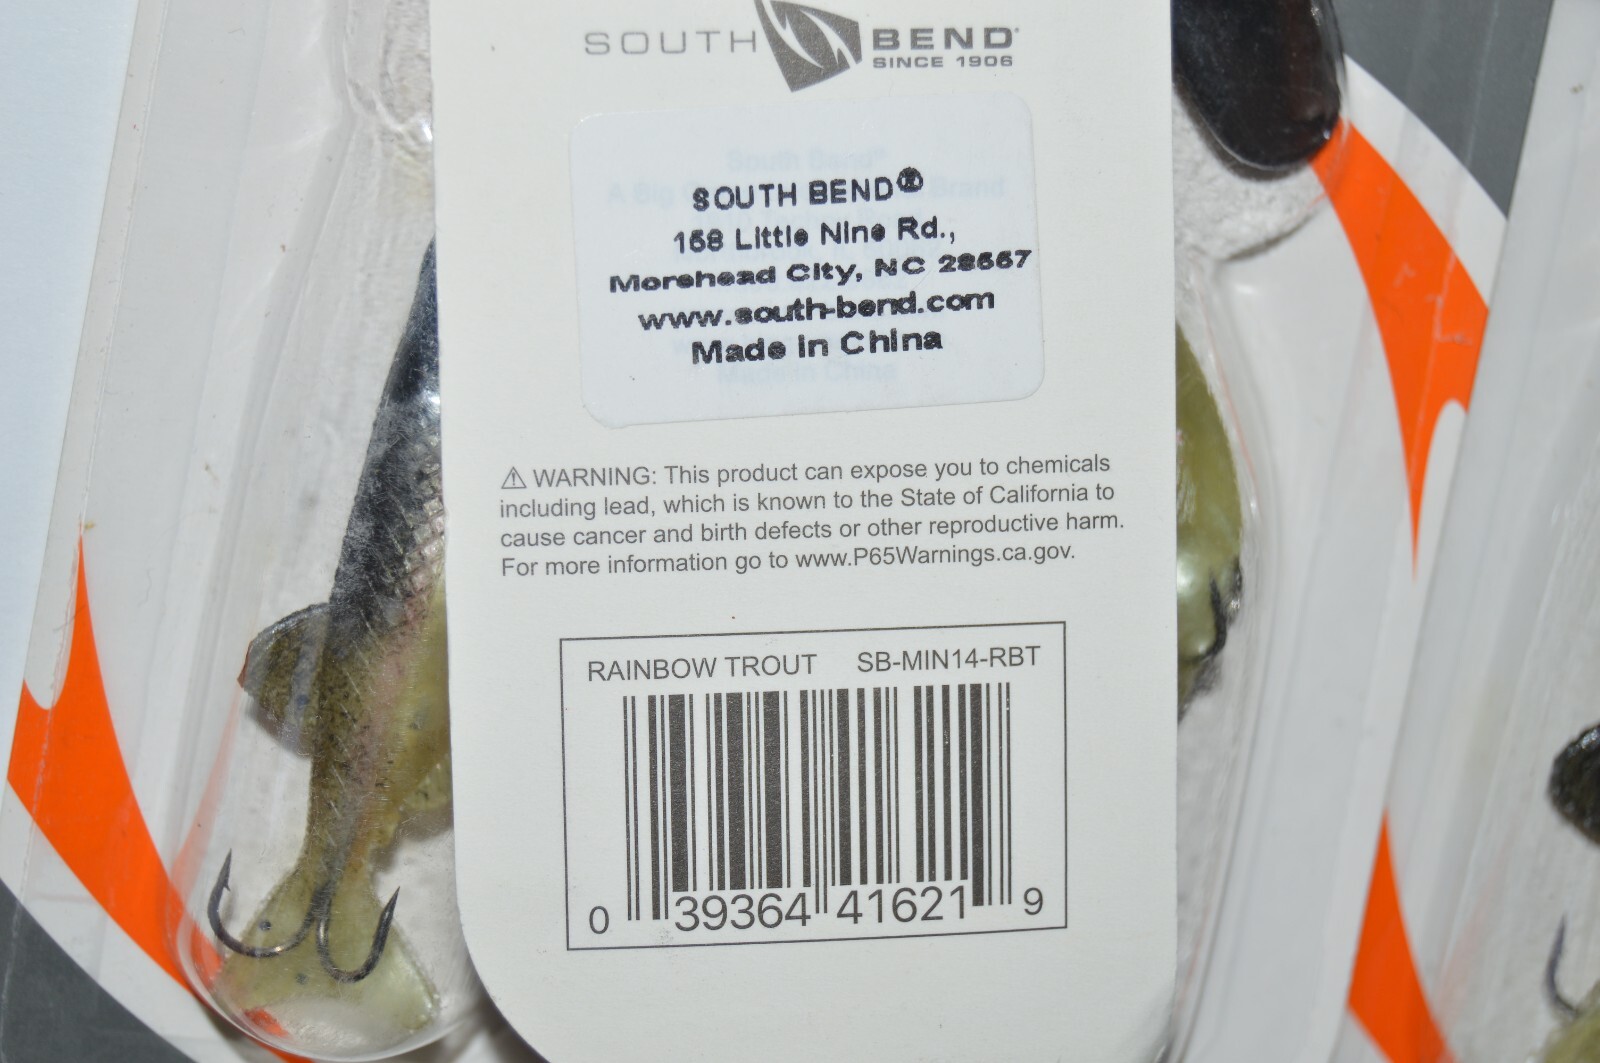 SOUTH BEND®
SINCE 1906
SOUTH BEND®
158 Little Nine Rd.,
Morehead City, NC 28557
www.south-bend.com
Made in China
⚠ WARNING: This product can expose you to chemicals
including lead, which is known to the State of California to
cause cancer and birth defects or other reproductive harm.
For more information go to www.P65Warnings.ca.gov.
RAINBOW TROUT SB-MIN14-RBT
0 39364 41621 9